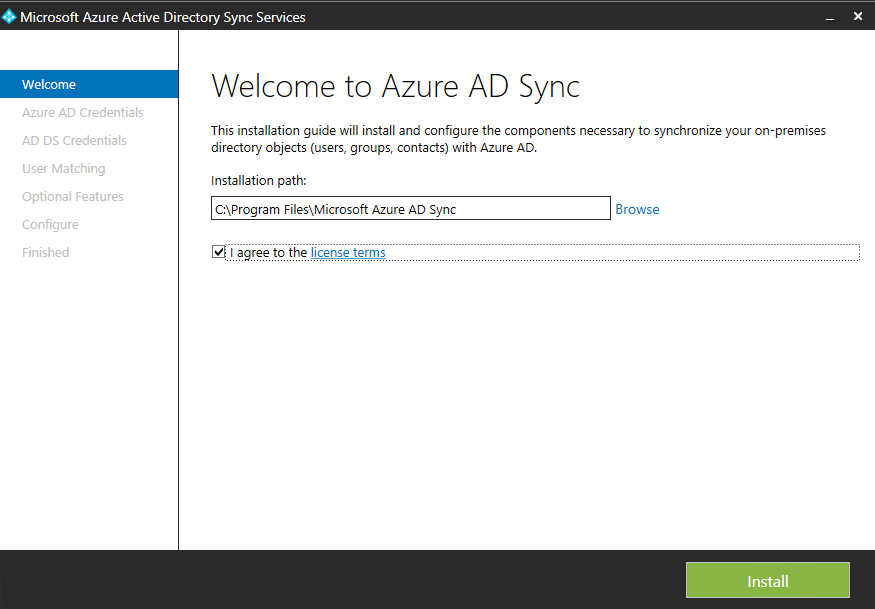 Microsoft Azure Active Directory Sync Services
Welcome
Azure AD Credentials
AD DS Credentials
User Matching
Optional Features
Configure
Finished
Welcome to Azure AD Sync
This installation guide will install and configure the components necessary to synchronize your on-premises
directory objects (users, groups, contacts) with Azure AD.
Installation path:
C:\Program Files\Microsoft Azure AD Sync Browse
I agree to the license terms
Install